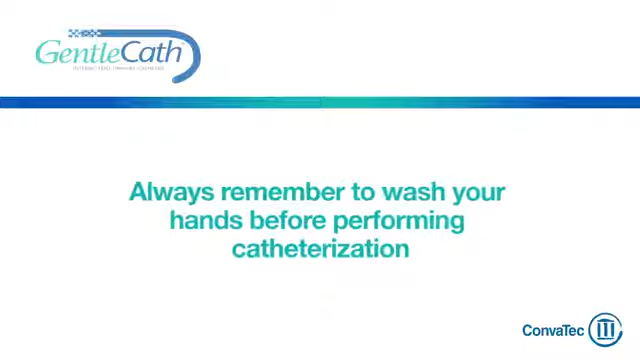 GentleCath
Always remember to wash your
hands before performing
catheterization
ConvaTec